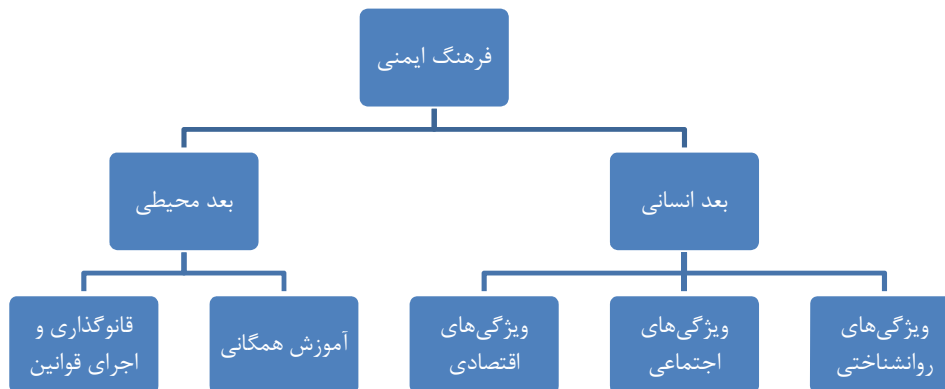 فرهنگ ایمنی
بعد انسانی
بعد محیطی
ویژگی‌های
روانشناختی
ویژگی‌های
اجتماعی
ویژگی‌های
اقتصادی
آموزش همگانی
قانوگذاری و
اجرای قوانین